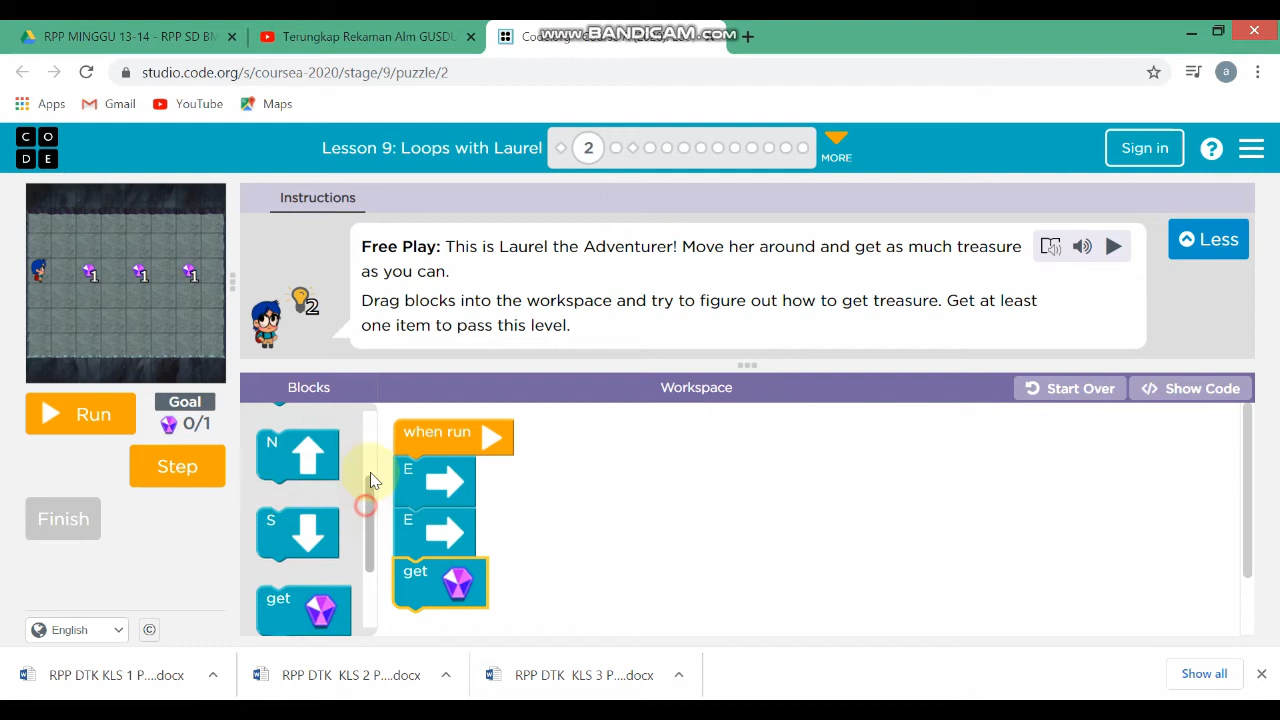 www.BANDICAM.com
RPP MINGGU 13-14 - RPP SD BM
Terungkap Rekaman Alm GUSDU
studio.code.org/s/coursea-2020/stage/9/puzzle/2
a
Apps
Gmail
YouTube
Maps
C O
D E
Lesson 9: Loops with Laurel
2
MORE
Sign in
?
Instructions
Free Play: This is Laurel the Adventurer! Move her around and get as much treasure
as you can.
Drag blocks into the workspace and try to figure out how to get treasure. Get at least
one item to pass this level.
2
Less
1 1 1
Run
Goal
0/1
Step
Finish
English
©
Blocks
Workspace
Start Over
Show Code
N
S
get
when run
E
E
get
RPP DTK KLS 1 P....docx
RPP DTK KLS 2 P....docx
RPP DTK KLS 3 P....docx
Show all